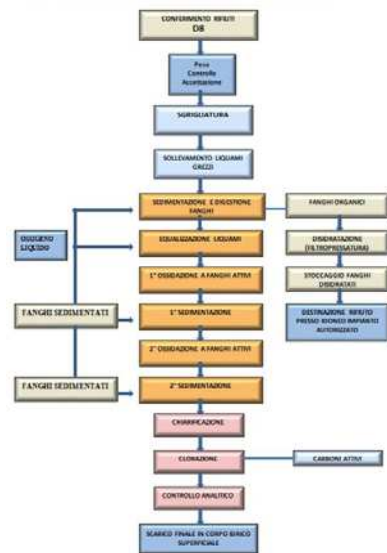 CONFERIMENTO RIFIUTI
D8
Pesa
Controllo
Accettazione
SGRIGLIATURA
SOLLEVAMENTO LIQUAMI
GREZZI
SEDIMENTAZIONE E DIGESTIONE
FANGHI
FANGHI ORGANICI
OSSIGENO
LIQUIDO
EQUALIZZAZIONE LIQUAMI
DISIDRATAZIONE
(FILTROPRESSATURA)
1° OSSIDAZIONE A FANGHI ATTIVI
STOCCAGGIO FANGHI
DISIDRATATI
FANGHI SEDIMENTATI
1° SEDIMENTAZIONE
DESTINAZIONE RIFIUTO
PRESSO IDONEO IMPIANTO
AUTORIZZATO
2° OSSIDAZIONE A FANGHI ATTIVI
FANGHI SEDIMENTATI
2° SEDIMENTAZIONE
CHIARIFICAZIONE
CLORAZIONE
CARBONI ATTIVI
CONTROLLO ANALITICO
SCARICO FINALE IN CORPO IDRICO
SUPERFICIALE